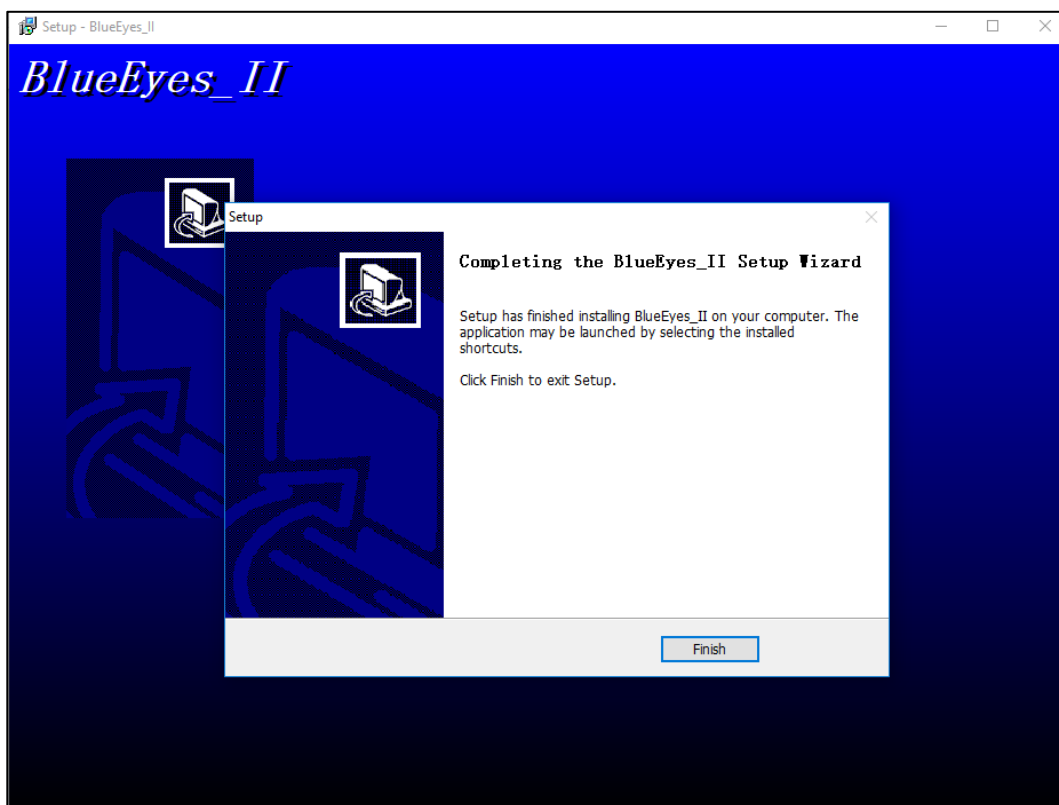 Setup - BlueEyes_II
BlueEyes_II
Setup
Completing the BlueEyes_II Setup Wizard
Setup has finished installing BlueEyes_II on your computer. The
application may be launched by selecting the installed
shortcuts.
Click Finish to exit Setup.
Finish